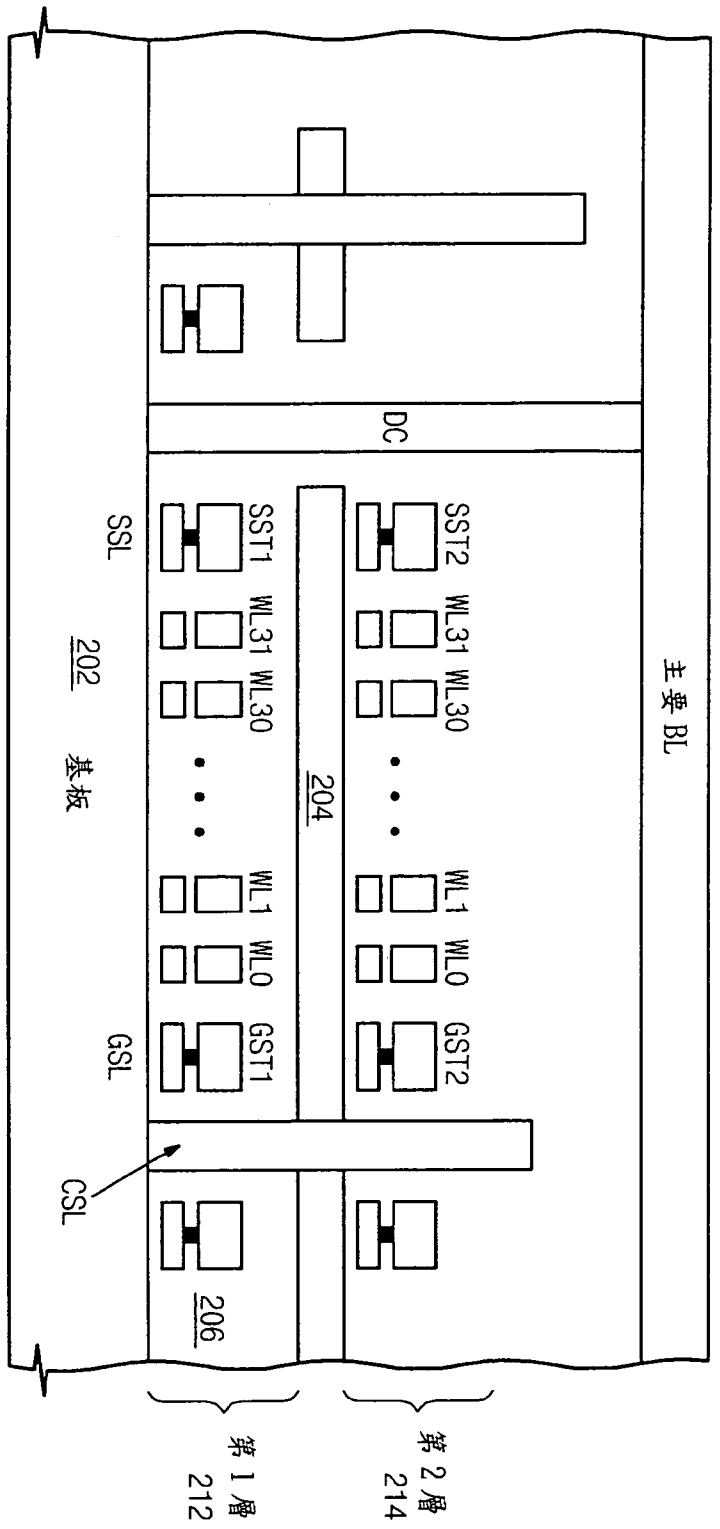 主要 BL
DC
SST2
WL31
WL30
WL1
WL0
GST2
第 2 層
214
204
SST1
WL31
WL30
WL1
WL0
GST1
206
第 1 層
212
SSL
GSL
CSL
202
基板